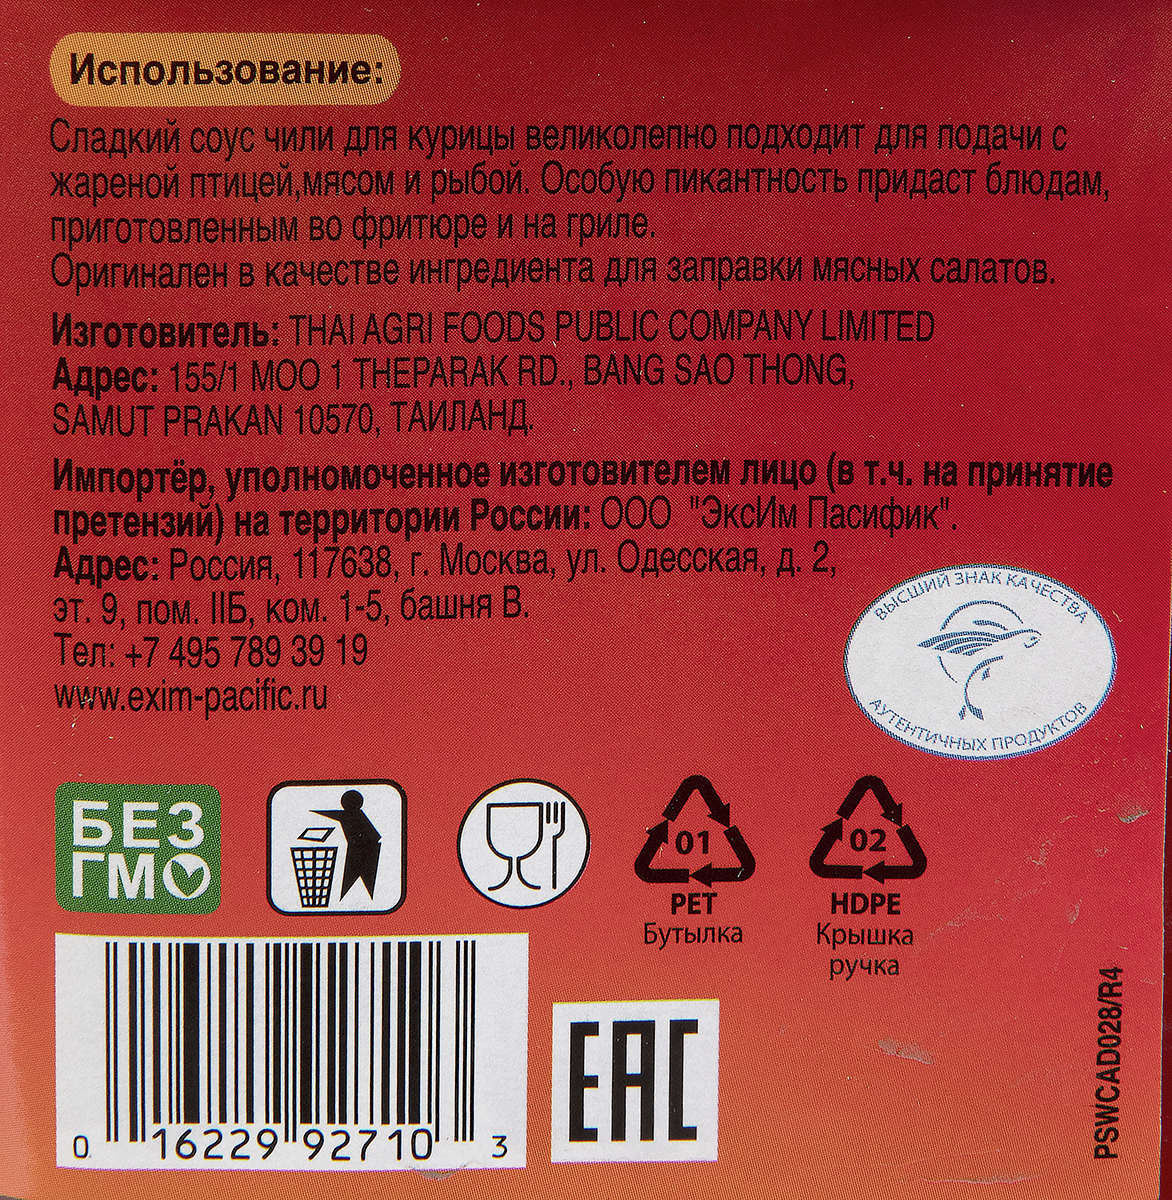 Использование:
Сладкий соус чили для курицы великолепно подходит для подачи с
жареной птицей,мясом и рыбой. Особую пикантность придаст блюдам,
приготовленным во фритюре и на гриле.
Оригинален в качестве ингредиента для заправки мясных салатов.
Изготовитель: THAI AGRI FOODS PUBLIC COMPANY LIMITED
Адрес: 155/1 MOO 1 THEPARAK RD., BANG SAO THONG,
SAMUT PRAKAN 10570, ТАИЛАНД.
Импортёр, уполномоченное изготовителем лицо (в т.ч. на принятие
претензий) на территории России: ООО "ЭксИм Пасифик".
Адрес: Россия, 117638, г. Москва, ул. Одесская, д. 2,
эт. 9, пом. IIБ, ком. 1-5, башня В.
Тел: +7 495 789 39 19
www.exim-pacific.ru
ВЫСШИЙ ЗНАК КАЧЕСТВА
АУТЕНТИЧНЫХ ПРОДУКТОВ
БЕЗ
ГМО
01
PET
Бутылка
02
HDPE
Крышка
ручка
0 16229 92710 3
EAC
PSWCAD028/R4